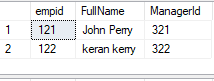 empid FullName ManagerId
1 121 John Perry 321
2 122 keran kerry 322